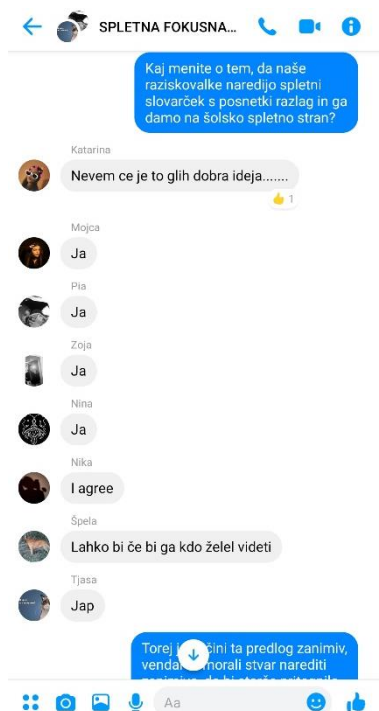 SPLETNA FOKUSNA...
Kaj menite o tem, da naše
raziskovalke naredijo spletni
slovarček s posnetki razlag in ga
damo na šolsko spletno stran?
Katarina
Nevem ce je to glih dobra ideja.......
1
Mojca
Ja
Pia
Ja
Zoja
Ja
Nina
Ja
Nika
I agree
Špela
Lahko bi če bi ga kdo želel videti
Tjasa
Jap
Torej ta predlog zanimiv,
morali stvar narediti
Aa